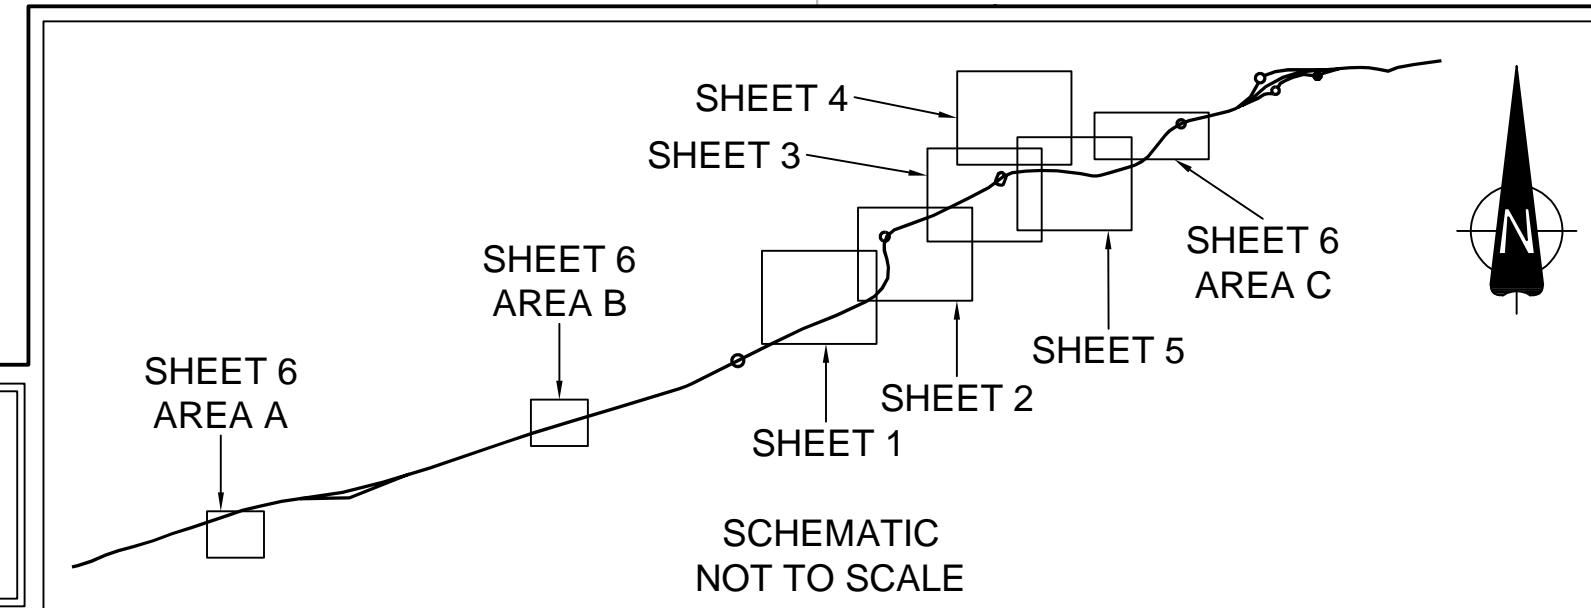 SHEET 4
SHEET 3
SHEET 6
AREA C
N
SHEET 6
AREA B
SHEET 5
SHEET 6
AREA A
SHEET 2
SHEET 1
SCHEMATIC
NOT TO SCALE